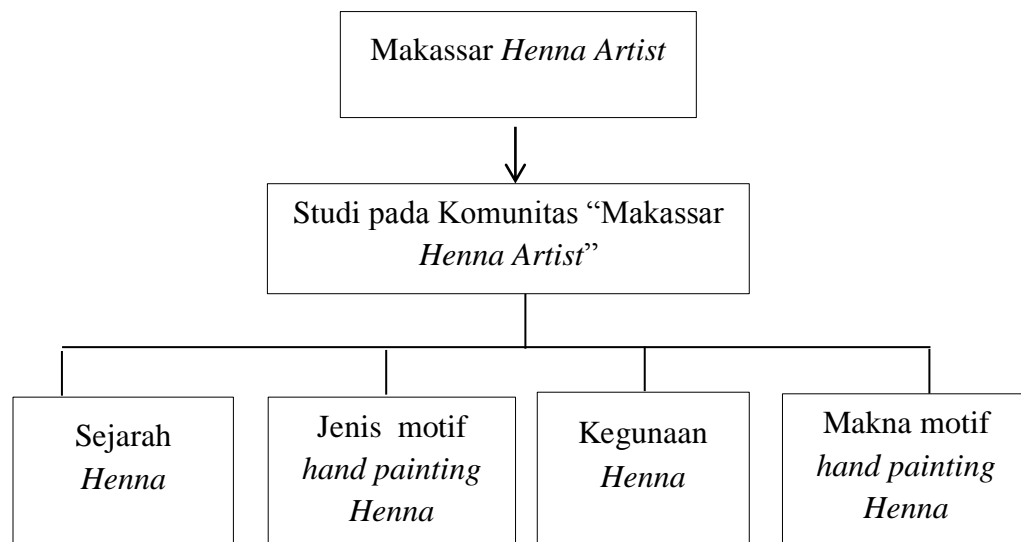 Makassar Henna Artist
Studi pada Komunitas “Makassar
Henna Artist”
Sejarah
Henna
Jenis motif
hand painting
Henna
Kegunaan
Henna
Makna motif
hand painting
Henna